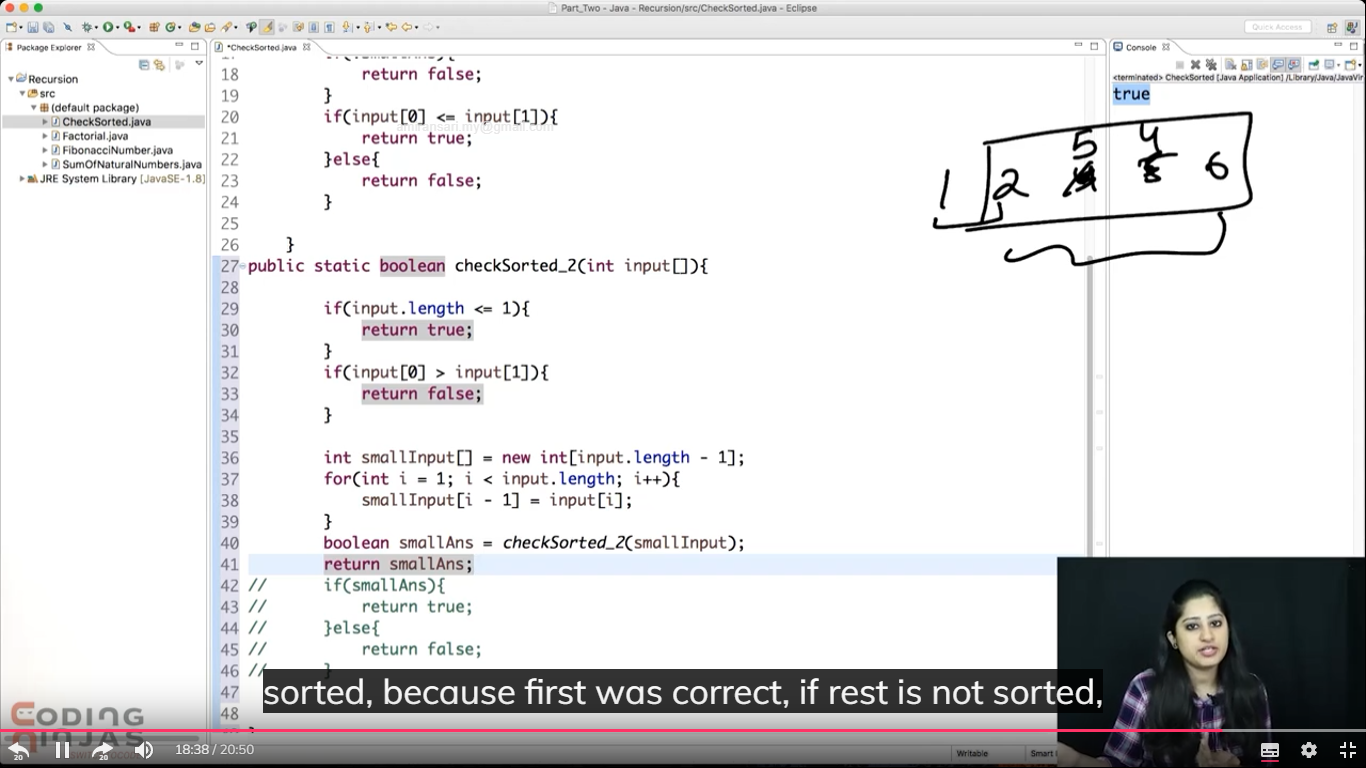 Part_Two - Java - Recursion/src/CheckSorted.java - Eclipse
Quick Access
Package Explorer
Recursion
src
(default package)
CheckSorted.java
Factorial.java
FibonacciNumber.java
SumOfNaturalNumbers.java
JRE System Library [JavaSE-1.8]
*CheckSorted.java
18 return false;
19 }
20 if(input[0] <= input[1]){
21 return true;
22 }else{
23 return false;
24 }
25
26 }
27 public static boolean checkSorted_2(int input[]){
28
29 if(input.length <= 1){
30 return true;
31 }
32 if(input[0] > input[1]){
33 return false;
34 }
35
36 int smallInput[] = new int[input.length - 1];
37 for(int i = 1; i < input.length; i++){
38 smallInput[i - 1] = input[i];
39 }
40 boolean smallAns = checkSorted_2(smallInput);
41 return smallAns;
42 // if(smallAns){
43 // return true;
44 // }else{
45 // return false;
46 // }
47
48
Console
<terminated> CheckSorted [Java Application] /Library/Java/JavaVir
true
5 4
1 2 6
sorted, because first was correct, if rest is not sorted,
CODING
NINJAS
20 20 18:38 / 20:50
Writable